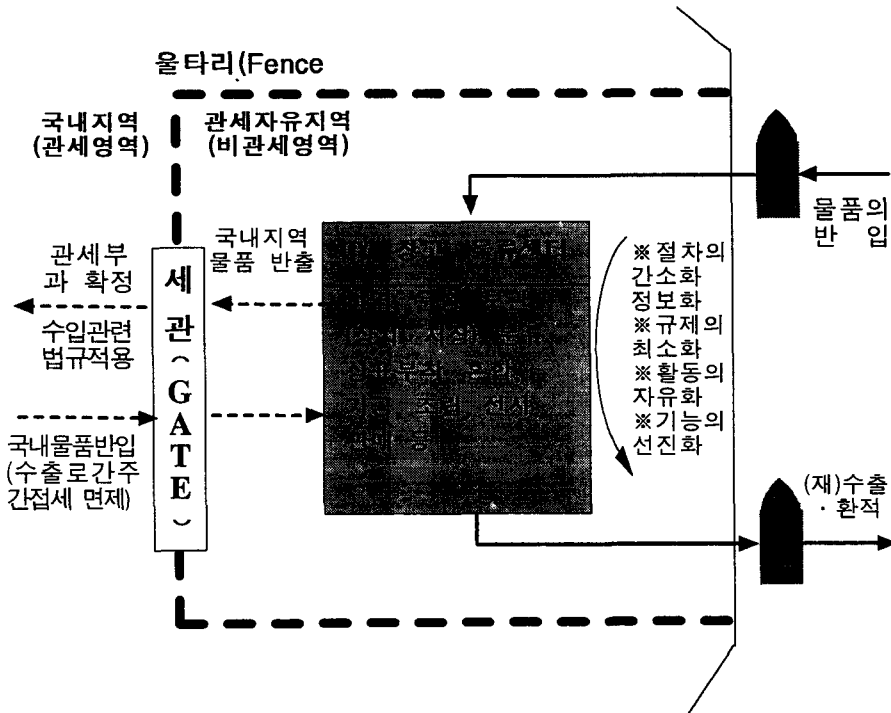 울타리(Fence
국내지역
(관세영역)
관세자유지역
(비관세영역)
물품의
반 입
국내지역
물품 반출
관세부
과 확정
수입관련
법규적용
세관(GATE)
국내물품반입
(수출로간주
간접세 면제)
※절차의
간소화
정보화
※규제의
최소화
※활동의
자유화
※기능의
선진화
(재)수출
·환적